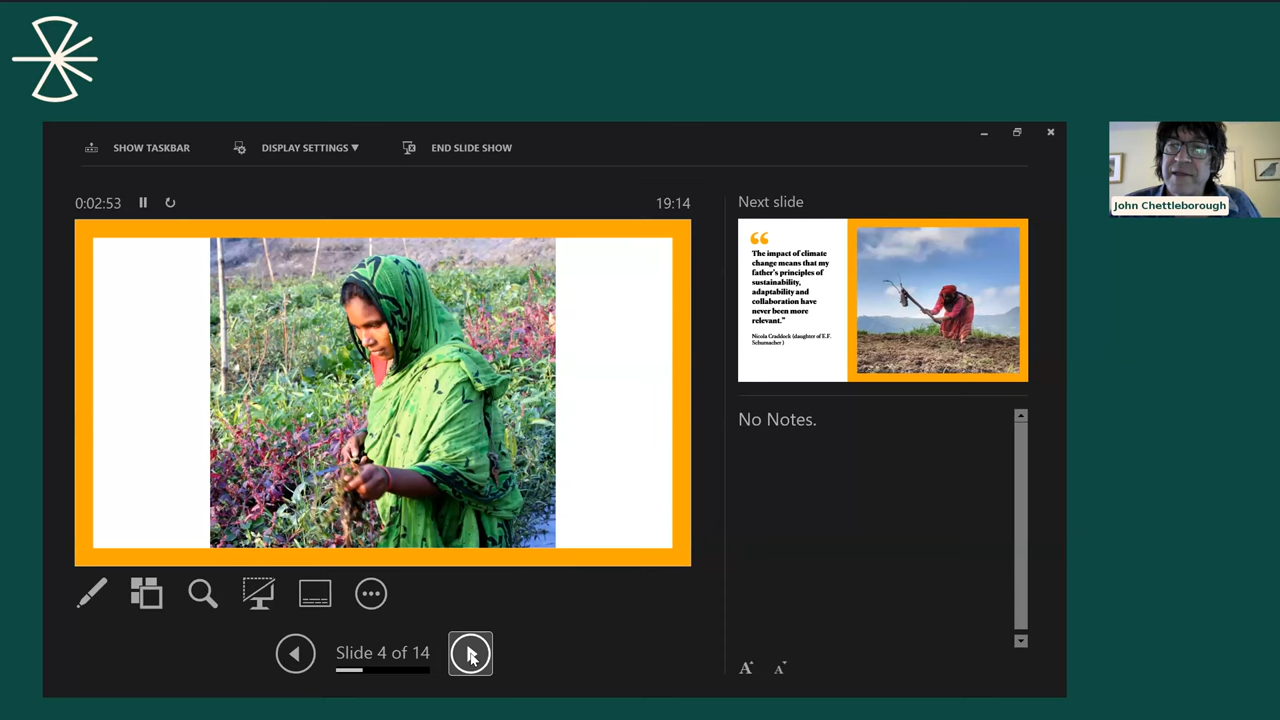 SHOW TASKBAR
DISPLAY SETTINGS ▼
END SLIDE SHOW
0:02:53
19:14
Next slide
“
The impact of climate
change means that my
father's principles of
sustainability,
adaptability and
collaboration have
never been more
relevant.”
Nicola Craddock (daughter of E.F.
Schumacher )
No Notes.
Slide 4 of 14
A
A
John Chettleborough